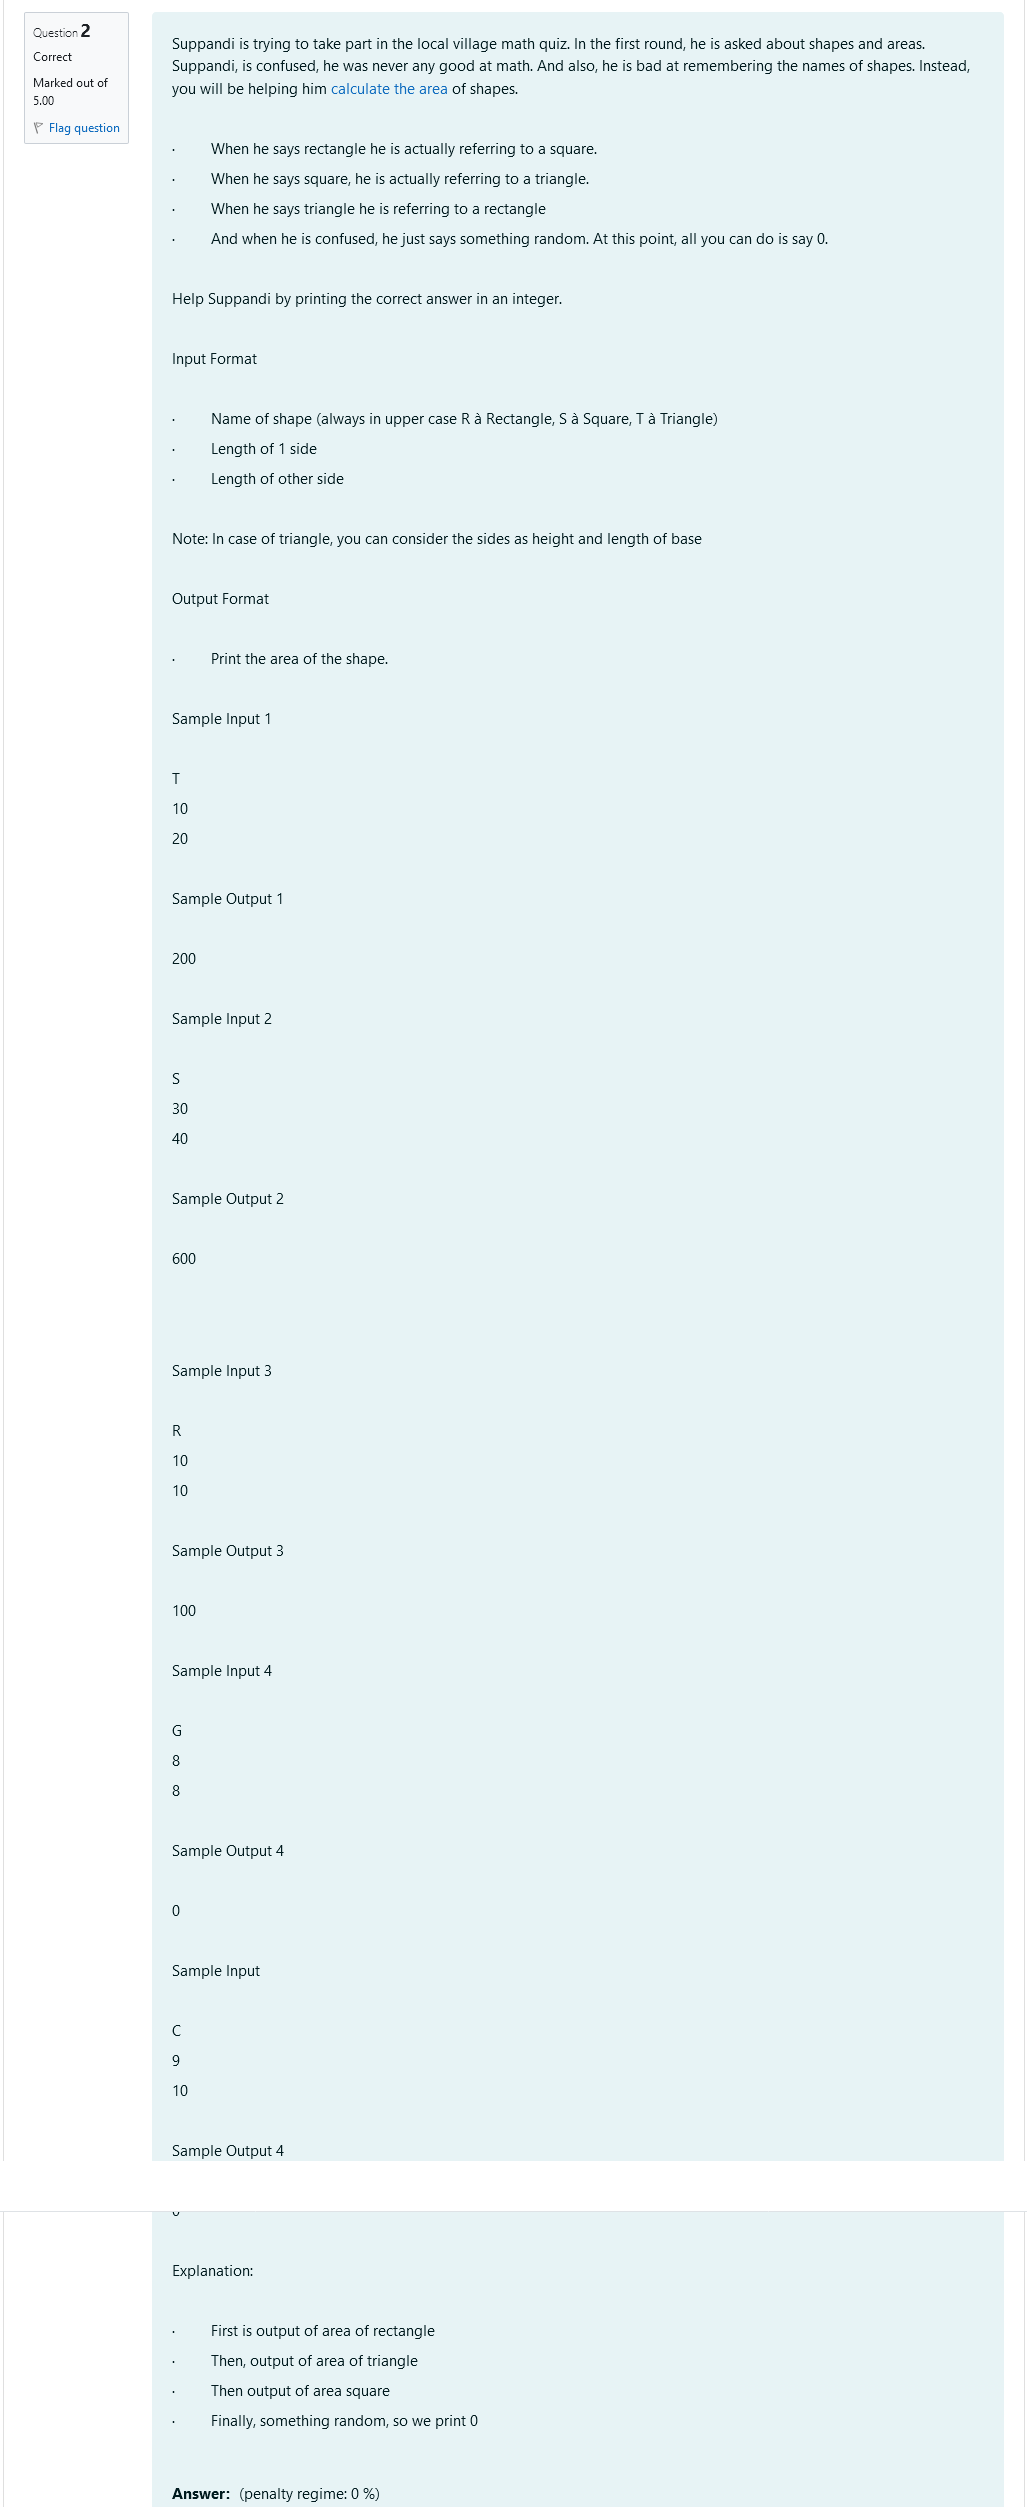 Question 2
Correct
Marked out of
5.00
Flag question
Suppandi is trying to take part in the local village math quiz. In the first round, he is asked about shapes and areas.
Suppandi, is confused, he was never any good at math. And also, he is bad at remembering the names of shapes. Instead,
you will be helping him calculate the area of shapes.
· When he says rectangle he is actually referring to a square.
· When he says square, he is actually referring to a triangle.
· When he says triangle he is referring to a rectangle
· And when he is confused, he just says something random. At this point, all you can do is say 0.
Help Suppandi by printing the correct answer in an integer.
Input Format
· Name of shape (always in upper case R à Rectangle, S à Square, T à Triangle)
· Length of 1 side
· Length of other side
Note: In case of triangle, you can consider the sides as height and length of base
Output Format
· Print the area of the shape.
Sample Input 1
T
10
20
Sample Output 1
200
Sample Input 2
S
30
40
Sample Output 2
600
Sample Input 3
R
10
10
Sample Output 3
100
Sample Input 4
G
8
8
Sample Output 4
0
Sample Input
C
9
10
Sample Output 4
Explanation:
· First is output of area of rectangle
· Then, output of area of triangle
· Then output of area square
· Finally, something random, so we print 0
Answer: (penalty regime: 0 %)